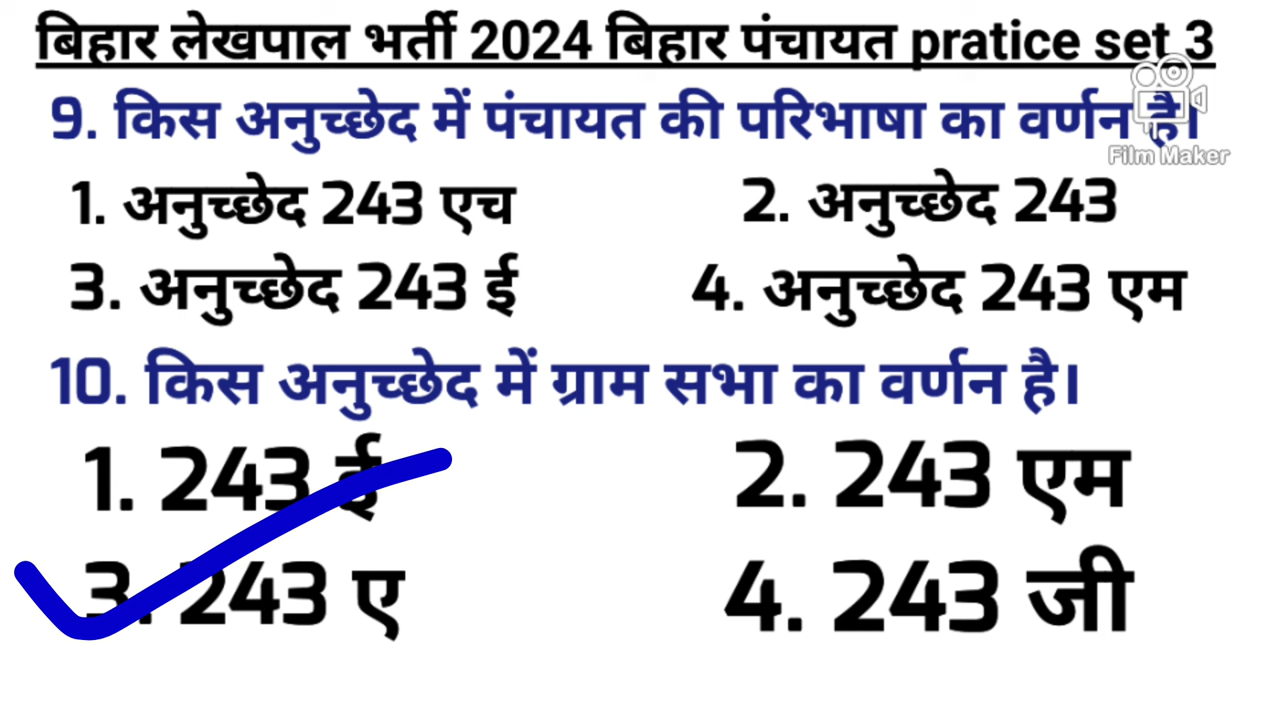 बिहार लेखपाल भर्ती 2024 बिहार पंचायत pratice set 3
9. किस अनुच्छेद में पंचायत की परिभाषा का वर्णन है।
Film Maker
1. अनुच्छेद 243 एच 2. अनुच्छेद 243
3. अनुच्छेद 243 ई 4. अनुच्छेद 243 एम
10. किस अनुच्छेद में ग्राम सभा का वर्णन है।
1. 243 ई 2. 243 एम
3. 243 ए 4. 243 जी